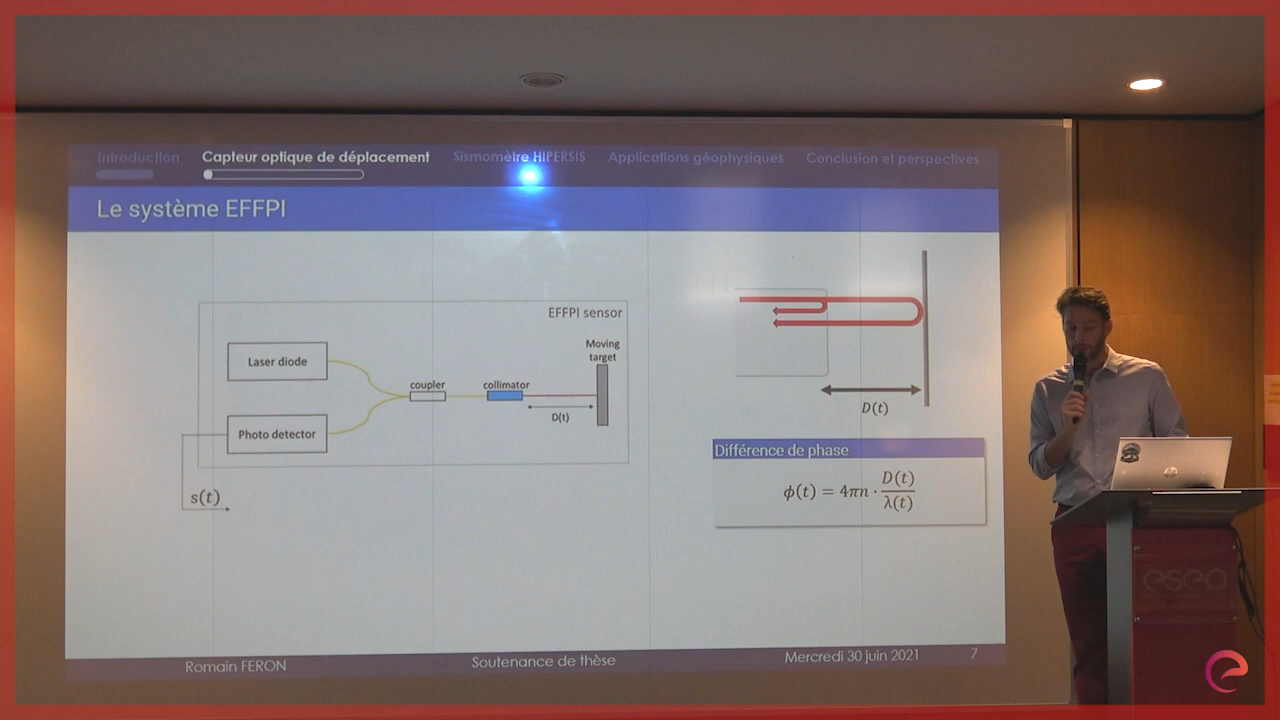 Introduction
Capteur optique de déplacement
Sismomètre HIPERSIS
Applications géophysiques
Conclusion et perspectives
Le système EFFPI
EFFPI sensor
Moving
target
Laser diode
coupler
collimator
D(t)
Photo detector
s(t)
D(t)
Différence de phase
ϕ(t) = 4πn · D(t)/λ(t)
Romain FERON
Soutenance de thèse
Mercredi 30 juin 2021
7
hp
eseo
e